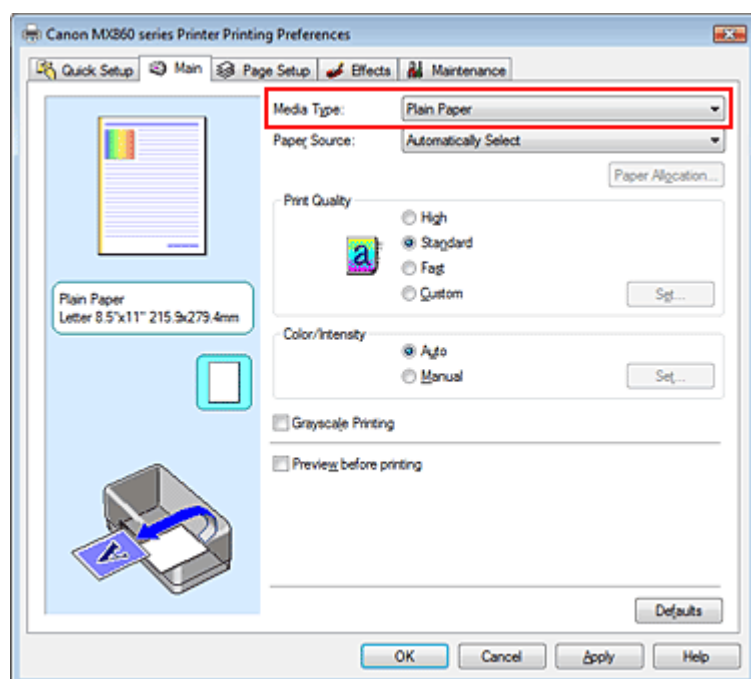 Canon MX860 series Printer Printing Preferences
Quick Setup Main Page Setup Effects Maintenance
Media Type: Plain Paper
Paper Source: Automatically Select
Paper Allocation...
Print Quality
High
a Standard
Fast
Custom Set...
Plain Paper
Letter 8.5"x11" 215.9x279.4mm
Color/Intensity
Auto
Manual Set...
Grayscale Printing
Preview before printing
A
Defaults
OK Cancel Apply Help